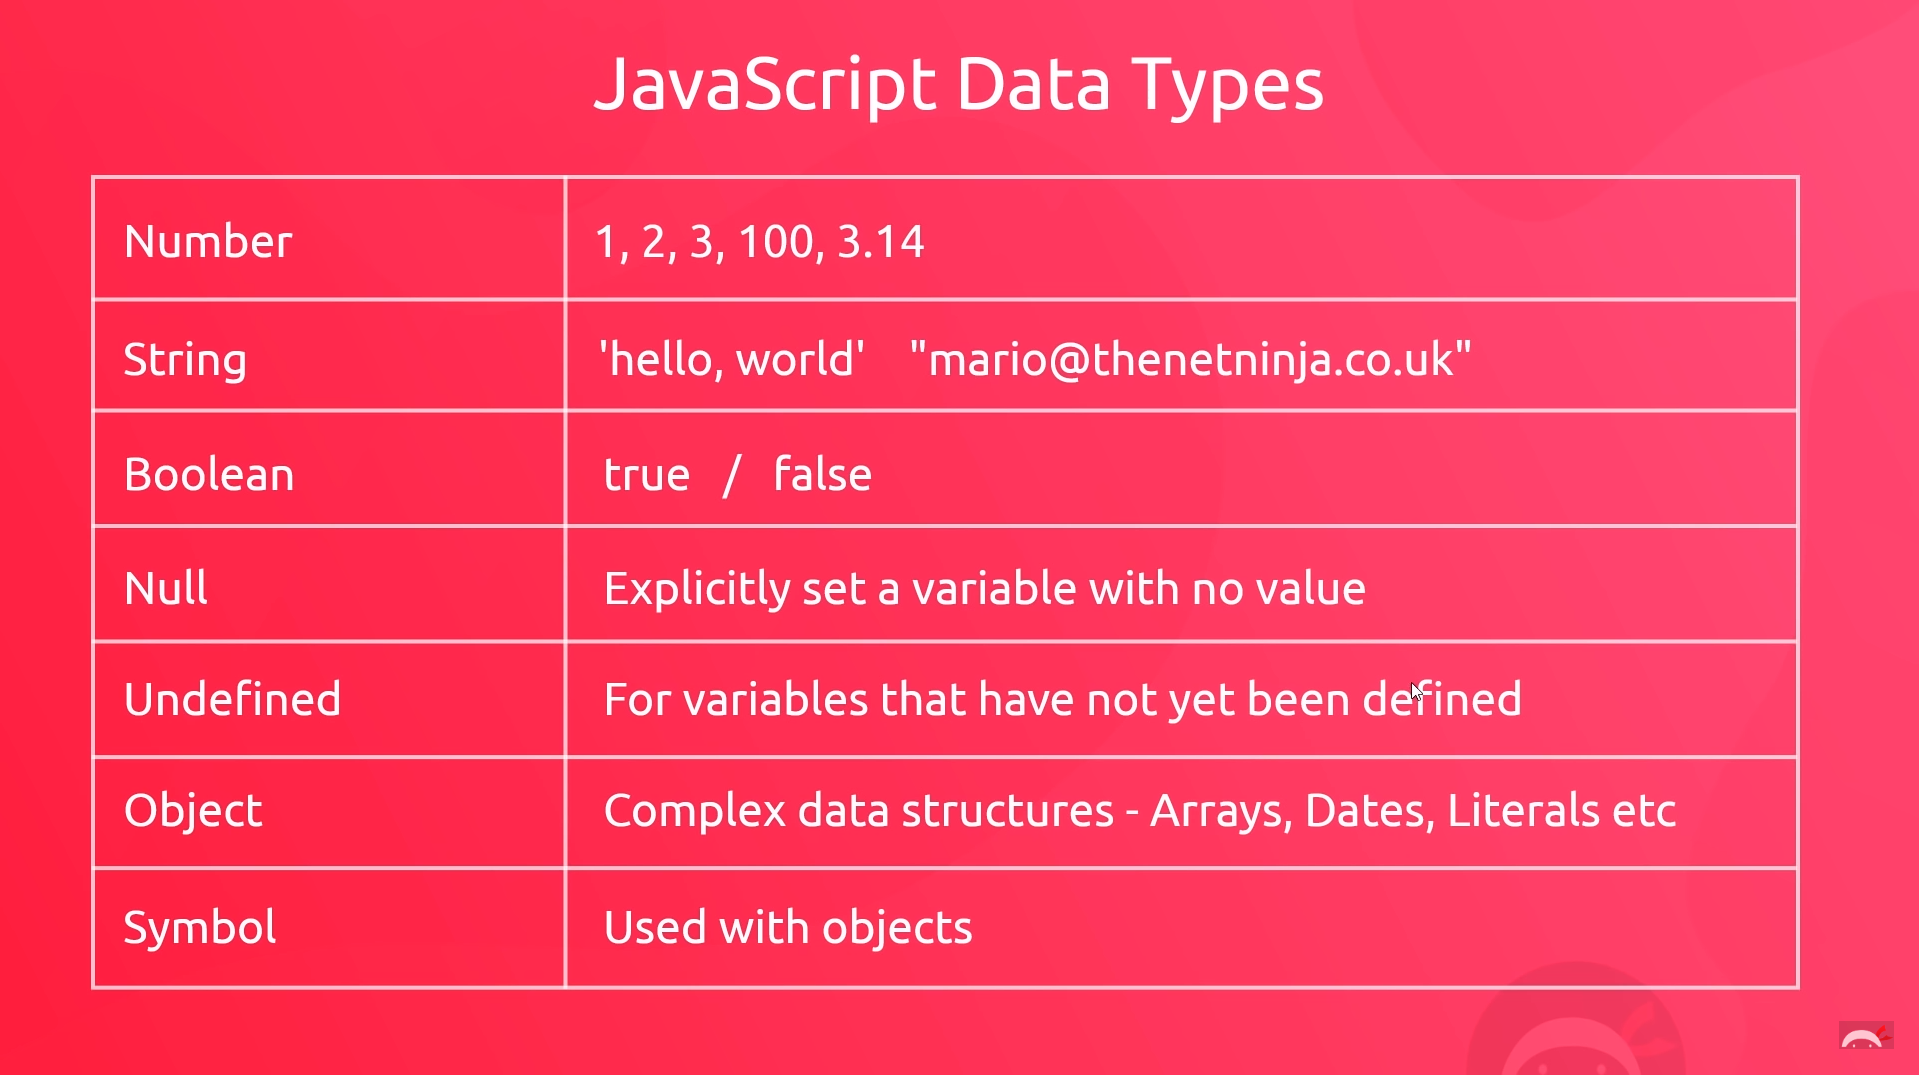 JavaScript Data Types
Number 1, 2, 3, 100, 3.14
String 'hello, world' "mario@thenetninja.co.uk"
Boolean true / false
Null Explicitly set a variable with no value
Undefined For variables that have not yet been defined
Object Complex data structures - Arrays, Dates, Literals etc
Symbol Used with objects